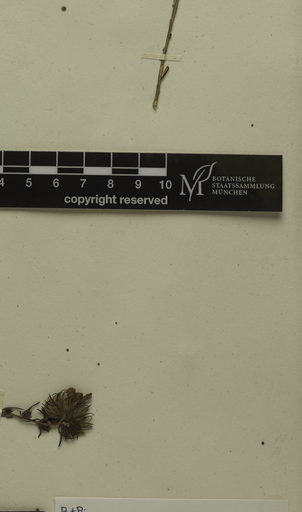 4 5 6 7 8 9 10
copyright reserved
M BOTANISCHE
STAATSSAMMLUNG
MÜNCHEN